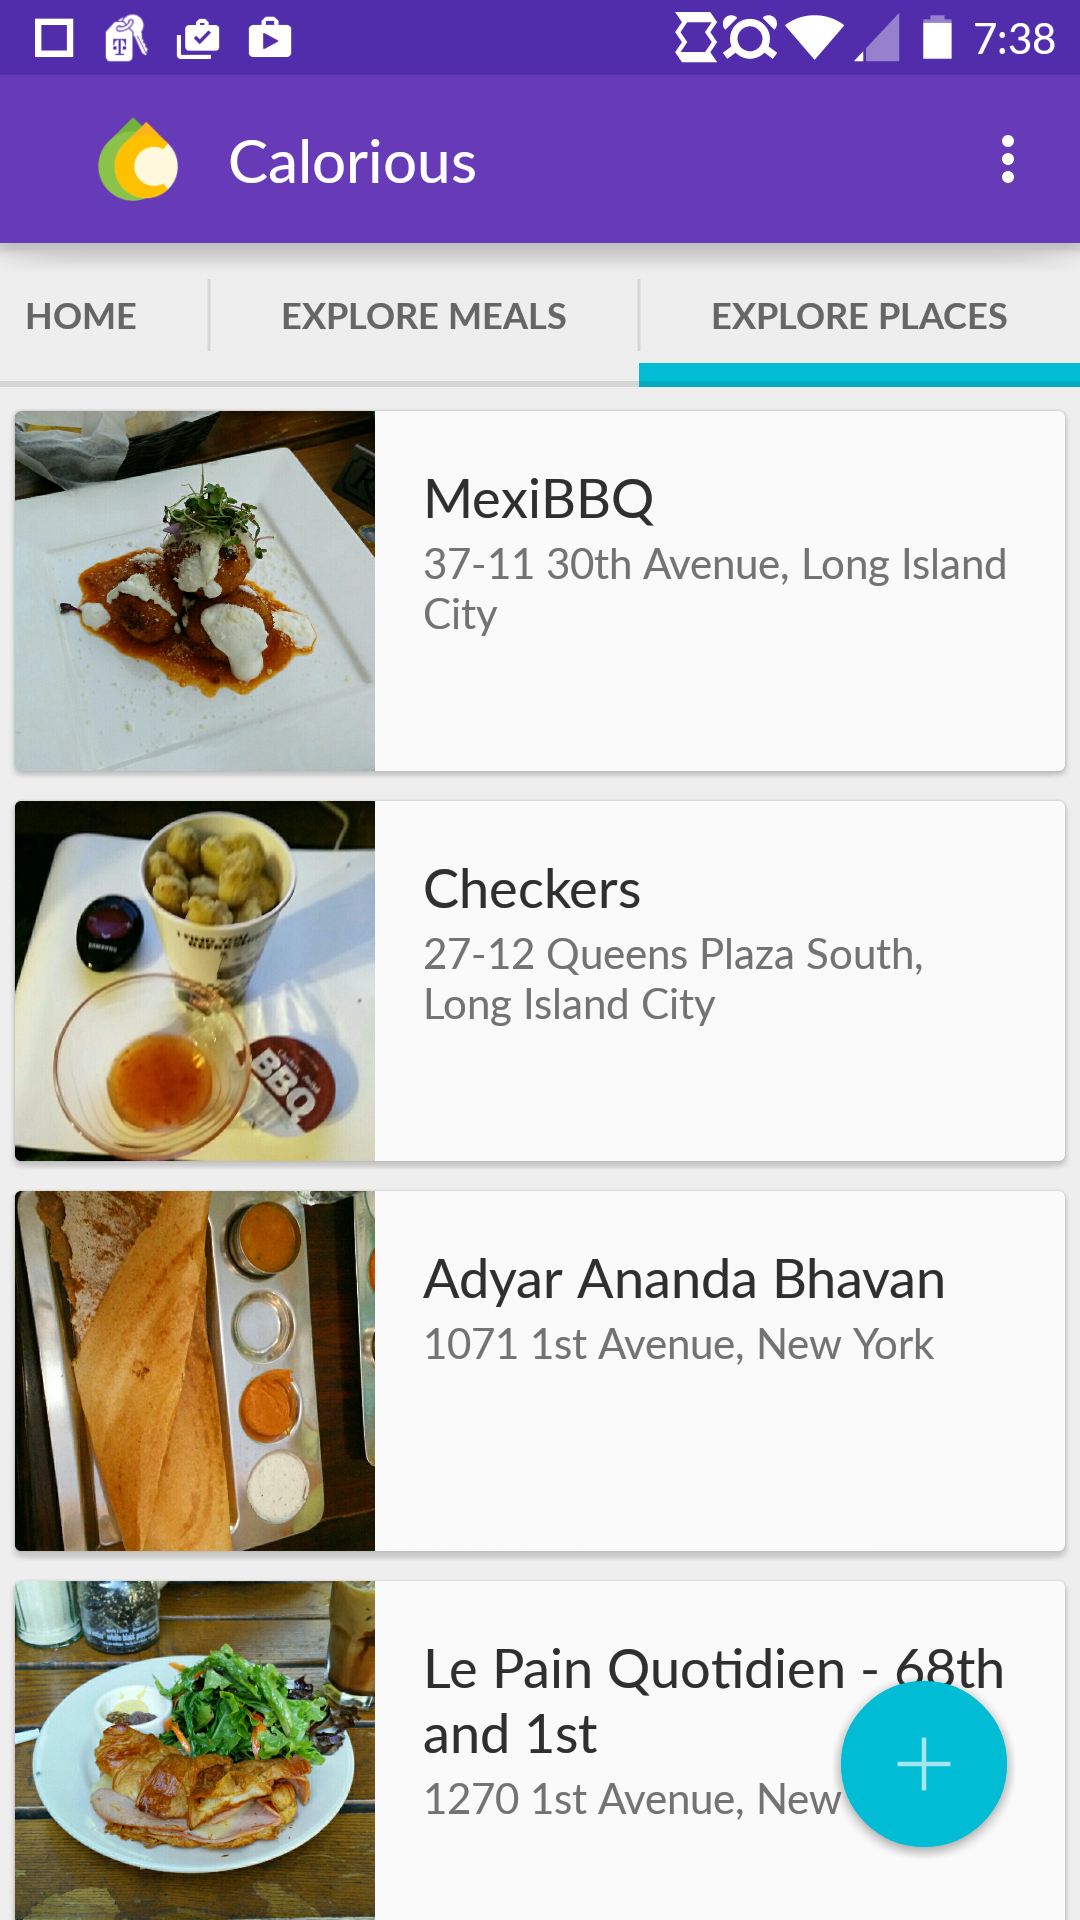 7:38
Calorious
HOME
EXPLORE MEALS
EXPLORE PLACES
MexiBBQ
37-11 30th Avenue, Long Island
City
Checkers
27-12 Queens Plaza South,
Long Island City
BBQ
Adyar Ananda Bhavan
1071 1st Avenue, New York
Le Pain Quotidien - 68th
and 1st
1270 1st Avenue, New